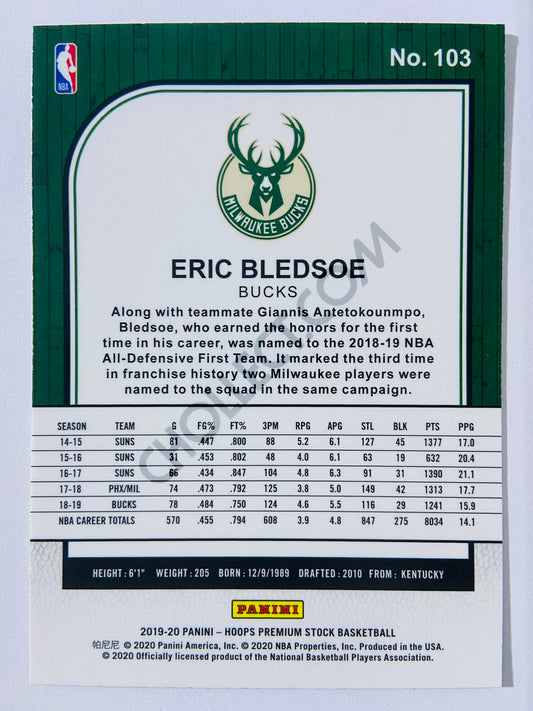 No. 103
NBA
MILWAUKEE BUCKS
ERIC BLEDSOE
BUCKS
Along with teammate Giannis Antetokounmpo,
Bledsoe, who earned the honors for the first
time in his career, was named to the 2018-19 NBA
All-Defensive First Team. It marked the third time
in franchise history two Milwaukee players were
named to the squad in the same campaign.
SEASON TEAM G FG% FT% 3PM RPG APG STL BLK PTS PPG
14-15 SUNS 81 .447 .800 88 5.2 6.1 127 45 1377 17.0
15-16 SUNS 31 .453 .802 48 4.0 6.1 63 19 632 20.4
16-17 SUNS 66 .434 .847 104 4.8 6.3 91 31 1390 21.1
17-18 PHX/MIL 74 .473 .792 125 3.8 5.0 149 42 1313 17.7
18-19 BUCKS 78 .484 .750 124 4.6 5.5 116 29 1241 15.9
NBA CAREER TOTALS 570 .455 .794 608 3.9 4.8 847 275 8034 14.1
HEIGHT: 6'1" WEIGHT: 205 BORN: 12/9/1989 DRAFTED: 2010 FROM: KENTUCKY
PANINI
2019-20 PANINI – HOOPS PREMIUM STOCK BASKETBALL
帕尼尼 © 2020 Panini America, Inc. © 2020 NBA Properties, Inc. Produced in the USA.
© 2020 Officially licensed product of the National Basketball Players Association.
CHOLLECT.COM